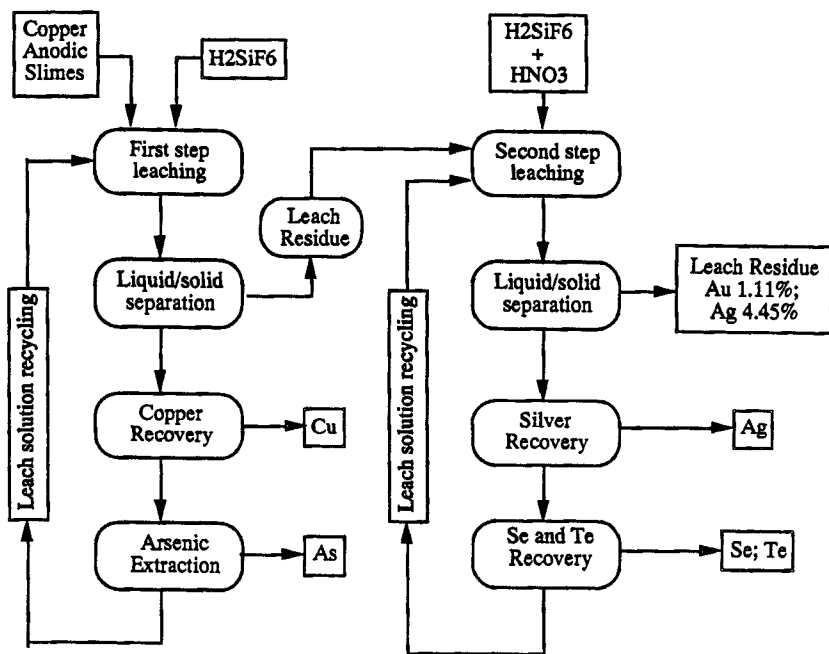 Copper
Anodic
Slimes
H2SiF6
First step
leaching
Leach
Residue
Liquid/solid
separation
Leach solution recycling
Copper
Recovery
Cu
Arsenic
Extraction
As
H2SiF6
+
HNO3
Second step
leaching
Liquid/solid
separation
Leach Residue
Au 1.11%;
Ag 4.45%
Leach solution recycling
Silver
Recovery
Ag
Se and Te
Recovery
Se; Te